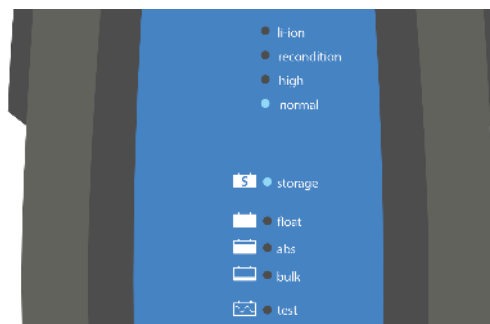 li-ion
recondition
high
normal
S storage
float
abs
bulk
test